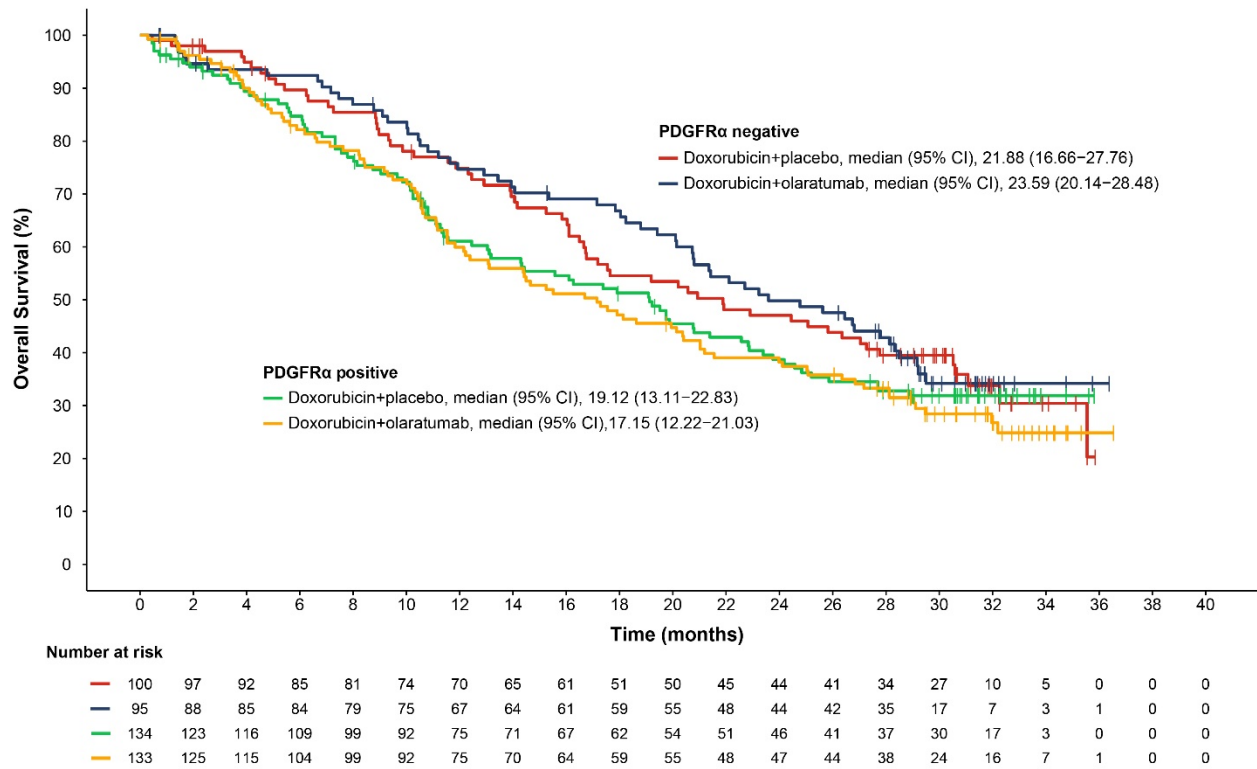 100
90
80
70
60
50
40
30
20
10
0
Overall Survival (%)
PDGFRα negative
Doxorubicin+placebo, median (95% CI), 21.88 (16.66−27.76)
Doxorubicin+olaratumab, median (95% CI), 23.59 (20.14−28.48)
PDGFRα positive
Doxorubicin+placebo, median (95% CI), 19.12 (13.11−22.83)
Doxorubicin+olaratumab, median (95% CI),17.15 (12.22−21.03)
0 2 4 6 8 10 12 14 16 18 20 22 24 26 28 30 32 34 36 38 40
Time (months)
Number at risk
100 97 92 85 81 74 70 65 61 51 50 45 44 41 34 27 10 5 0 0 0
95 88 85 84 79 75 67 64 61 59 55 48 44 42 35 17 7 3 1 0 0
134 123 116 109 99 92 75 71 67 62 54 51 46 41 37 30 17 3 0 0 0
133 125 115 104 99 92 75 70 64 59 55 48 47 44 38 24 16 7 1 0 0